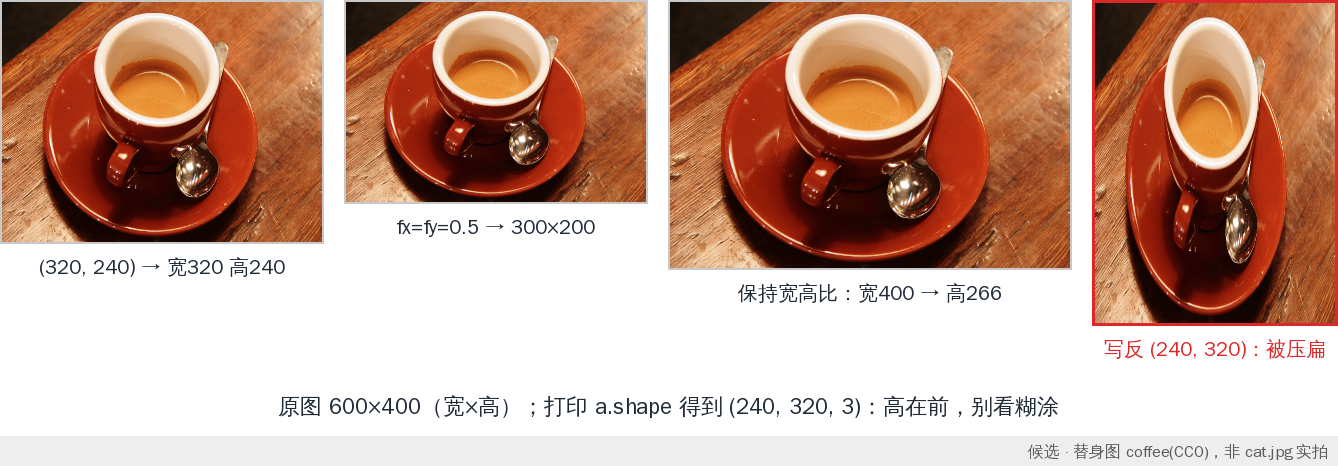 (320, 240) → 宽320 高240
fx=fy=0.5 → 300×200
保持宽高比：宽400 → 高266
写反 (240, 320)：被压扁
原图 600×400（宽×高）；打印 a.shape 得到 (240, 320, 3)：高在前，别看糊涂
候选 · 替身图 coffee(CC0)，非 cat.jpg 实拍